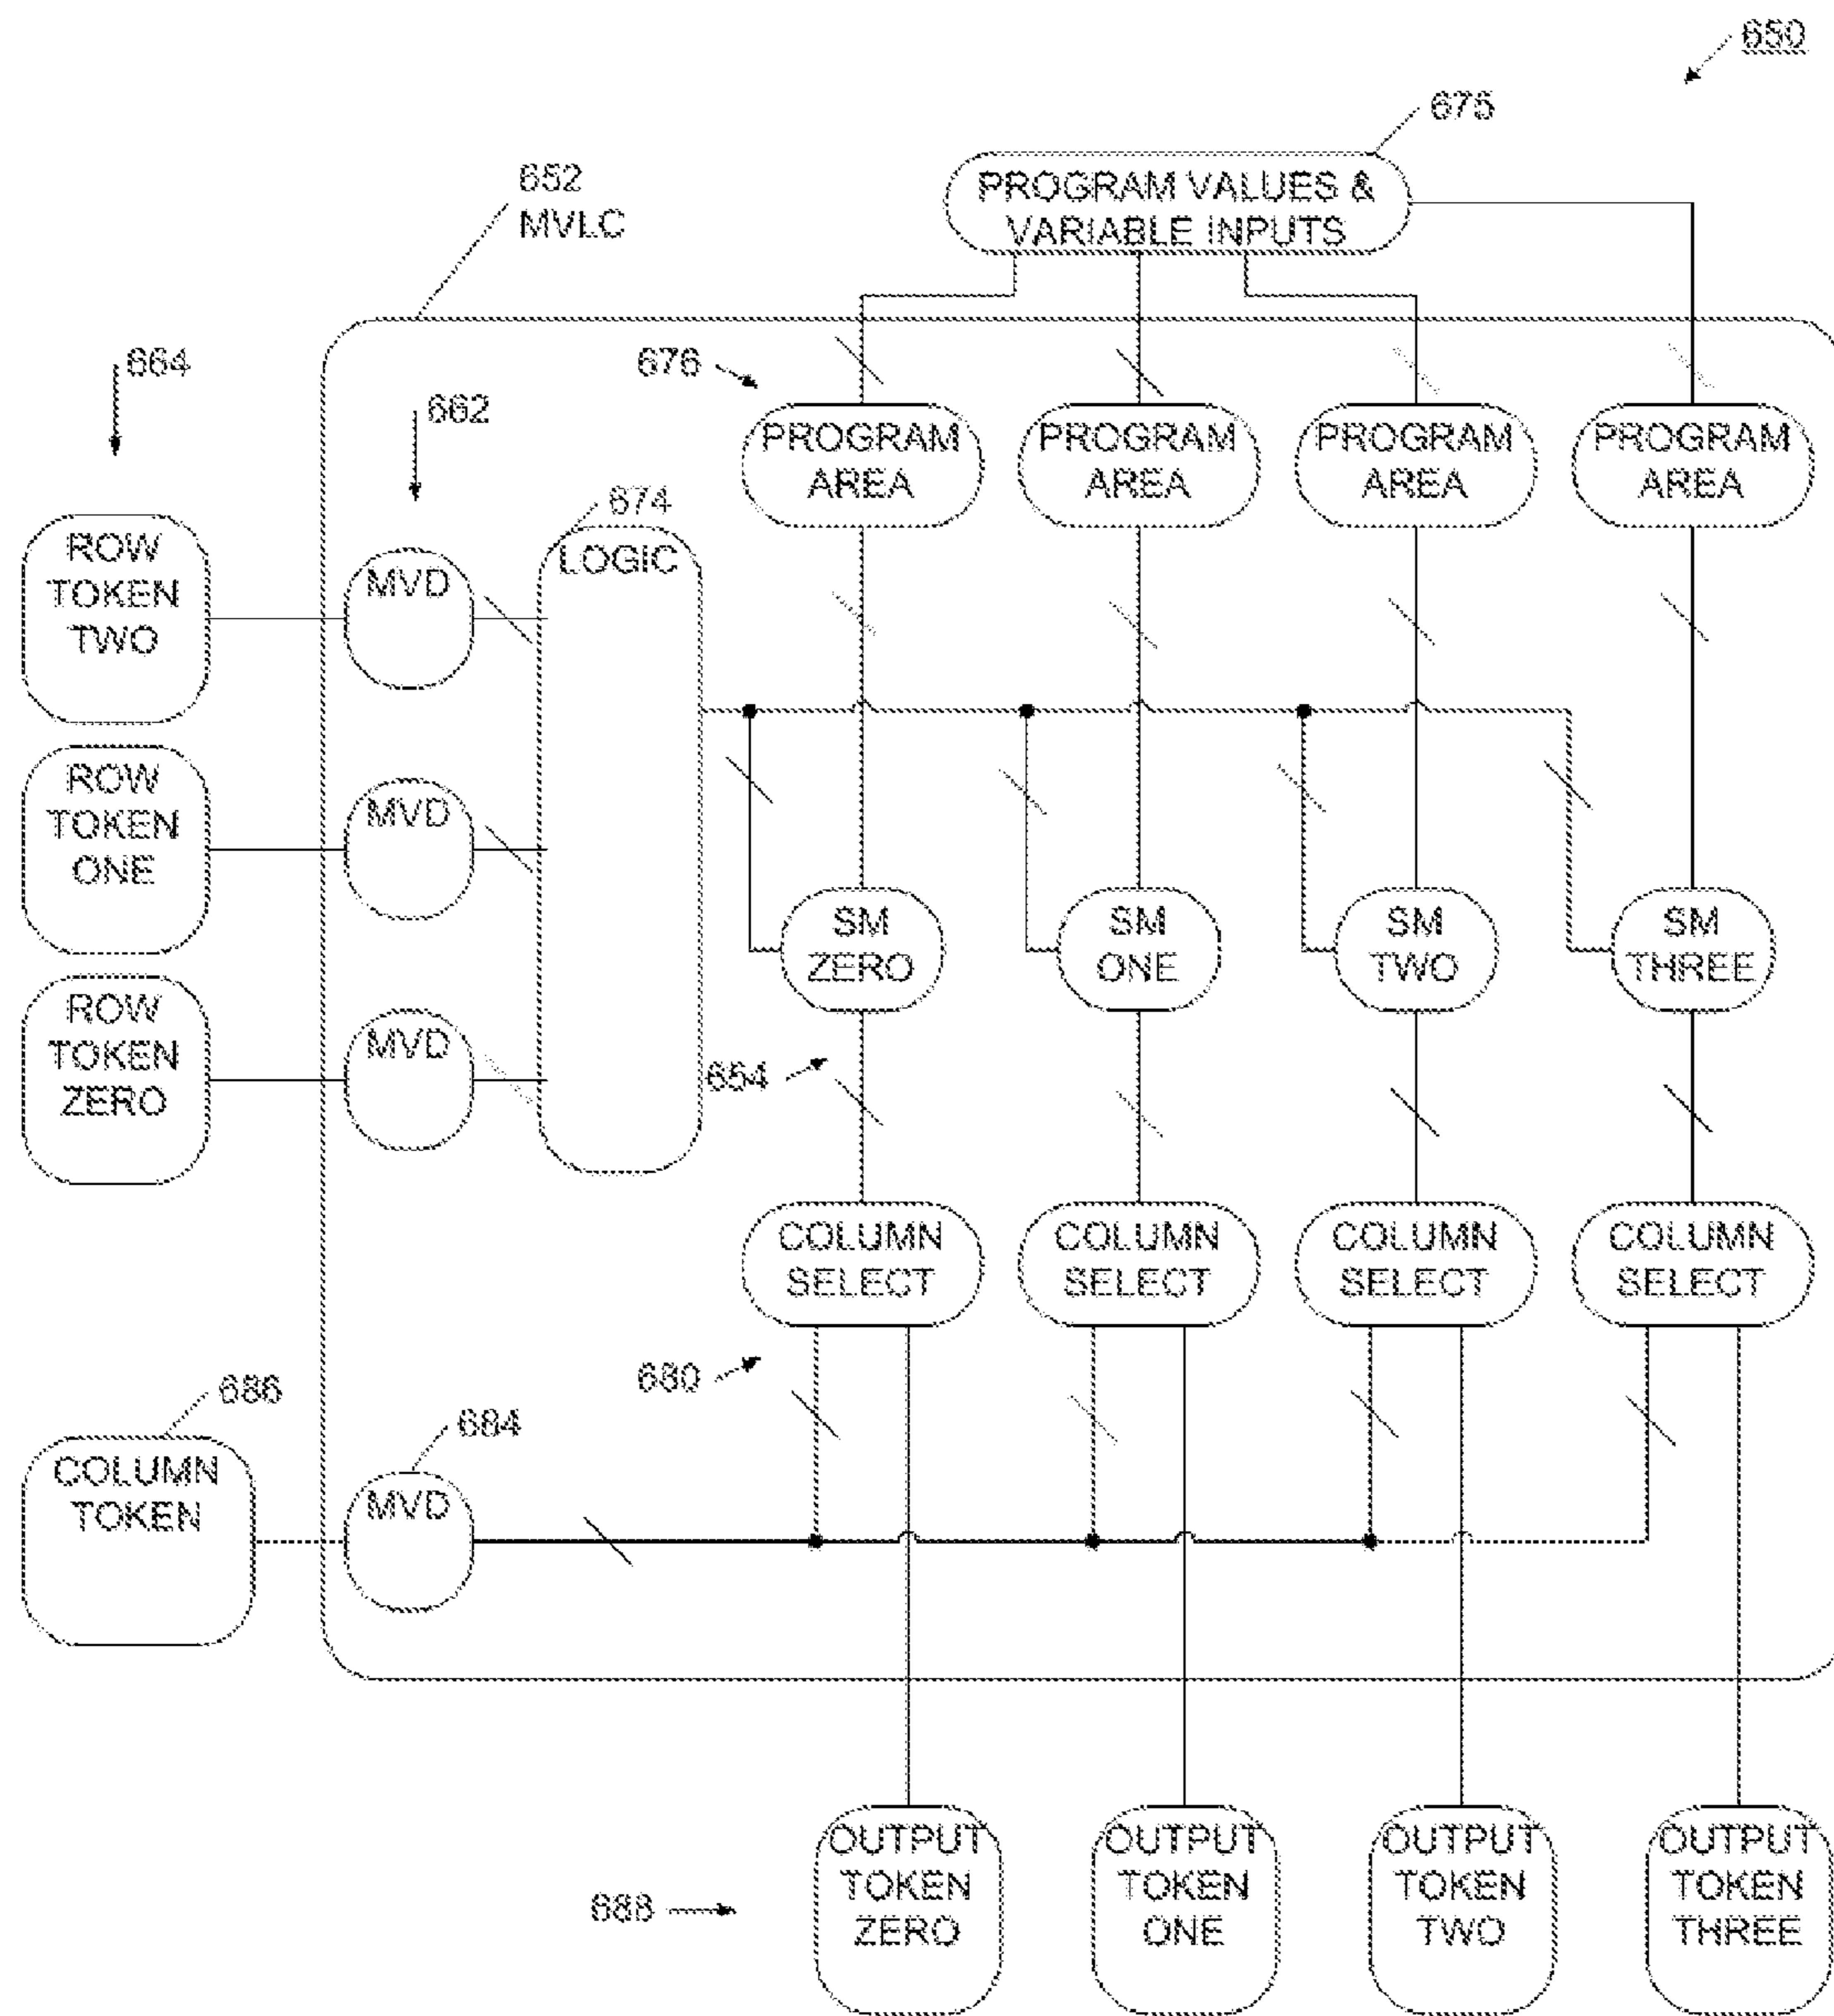 650
675
PROGRAM VALUES &
VARIABLE INPUTS
652
MVLC
664
676
662
PROGRAM
AREA
PROGRAM
AREA
PROGRAM
AREA
PROGRAM
AREA
674
LOGIC
ROW
TOKEN
TWO
MVD
ROW
TOKEN
ONE
MVD
SM
ZERO
SM
ONE
SM
TWO
SM
THREE
ROW
TOKEN
ZERO
MVD
654
COLUMN
SELECT
COLUMN
SELECT
COLUMN
SELECT
COLUMN
SELECT
680
686
684
COLUMN
TOKEN
MVD
OUTPUT
TOKEN
ZERO
OUTPUT
TOKEN
ONE
OUTPUT
TOKEN
TWO
OUTPUT
TOKEN
THREE
688